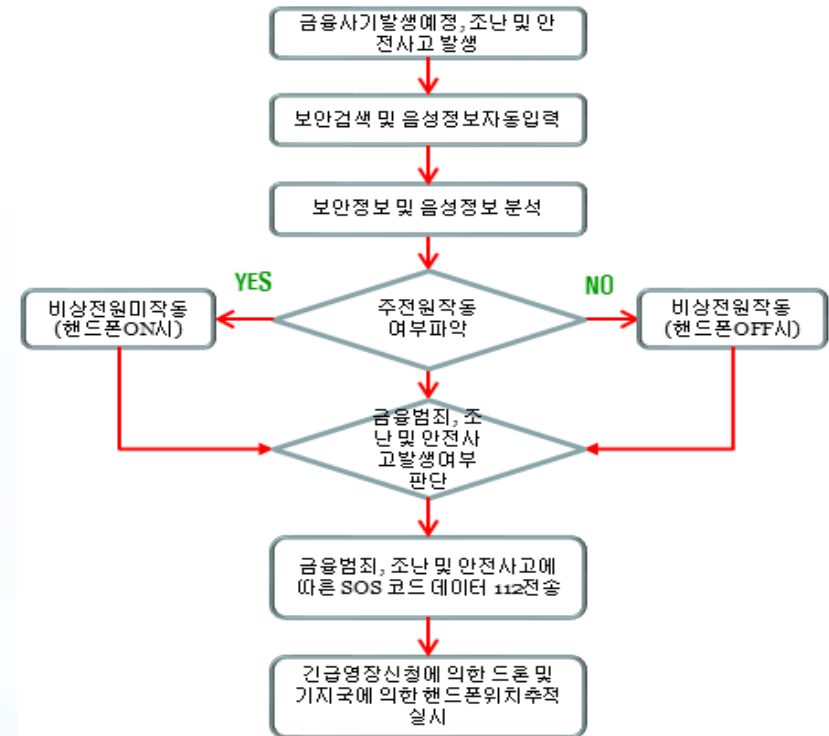 금융사기발생예정, 조난 및 안
전사고 발생
보안검색 및 음성정보자동입력
보안정보 및 음성정보 분석
YES
NO
비상전원미작동
(핸드폰ON시)
주전원작동
여부파악
비상전원작동
(핸드폰OFF시)
금융범죄, 조
난 및 안전사
고발생여부
판단
금융범죄, 조난 및 안전사고에
따른 SOS 코드 데이터 112전송
긴급영장신청에 의한 드론 및
기지국에 의한 핸드폰위치추적
실시